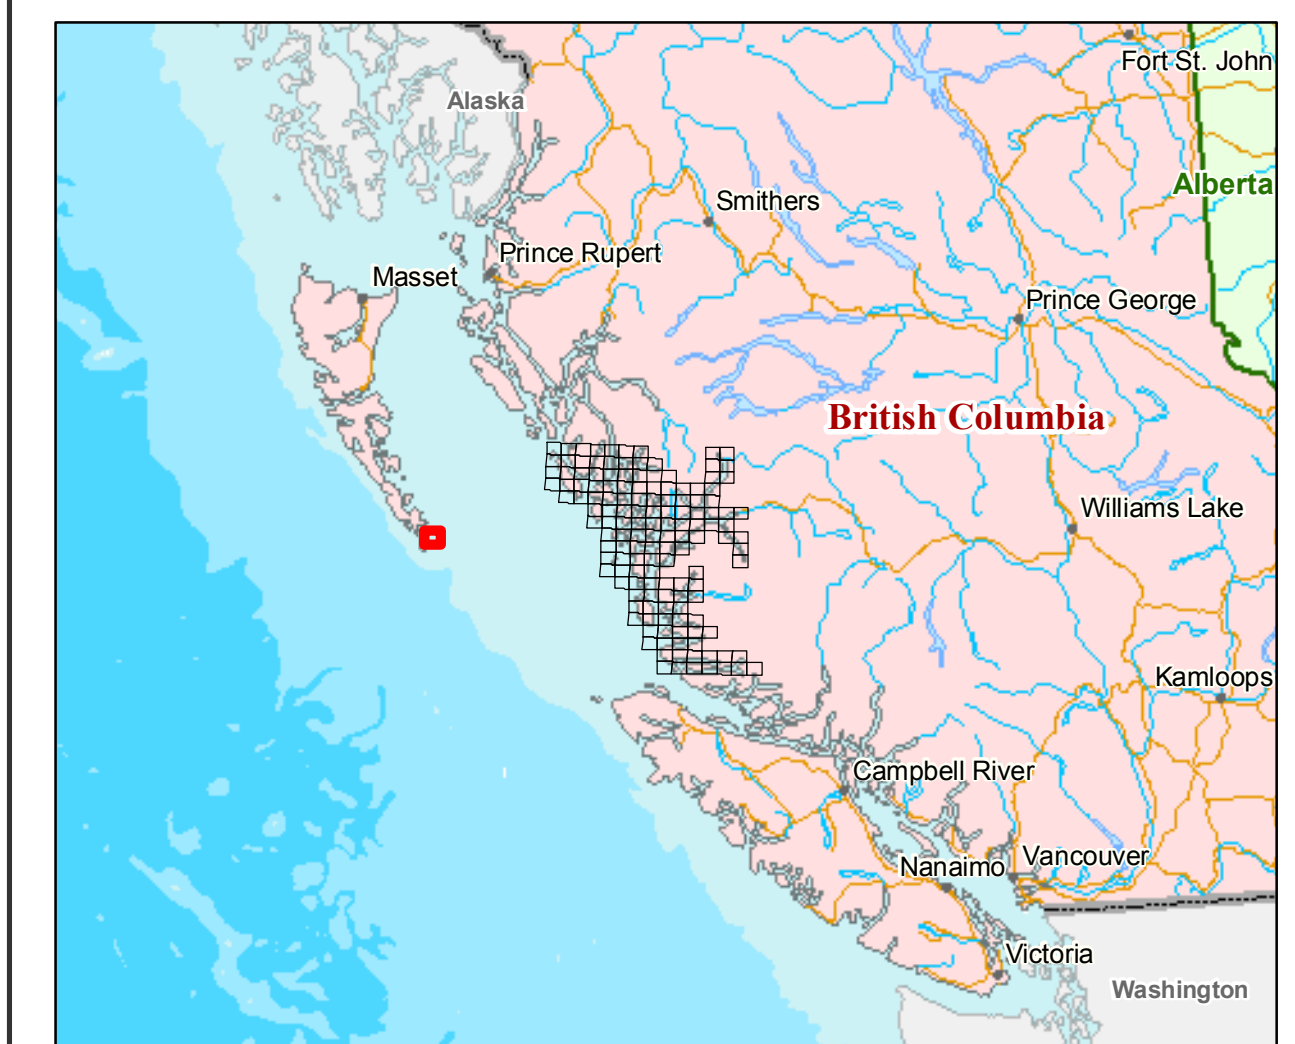 Fort St. John
Alaska
Alberta
Smithers
Prince Rupert
Masset
Prince George
British Columbia
Williams Lake
Kamloops
Campbell River
Vancouver
Nanaimo
Victoria
Washington